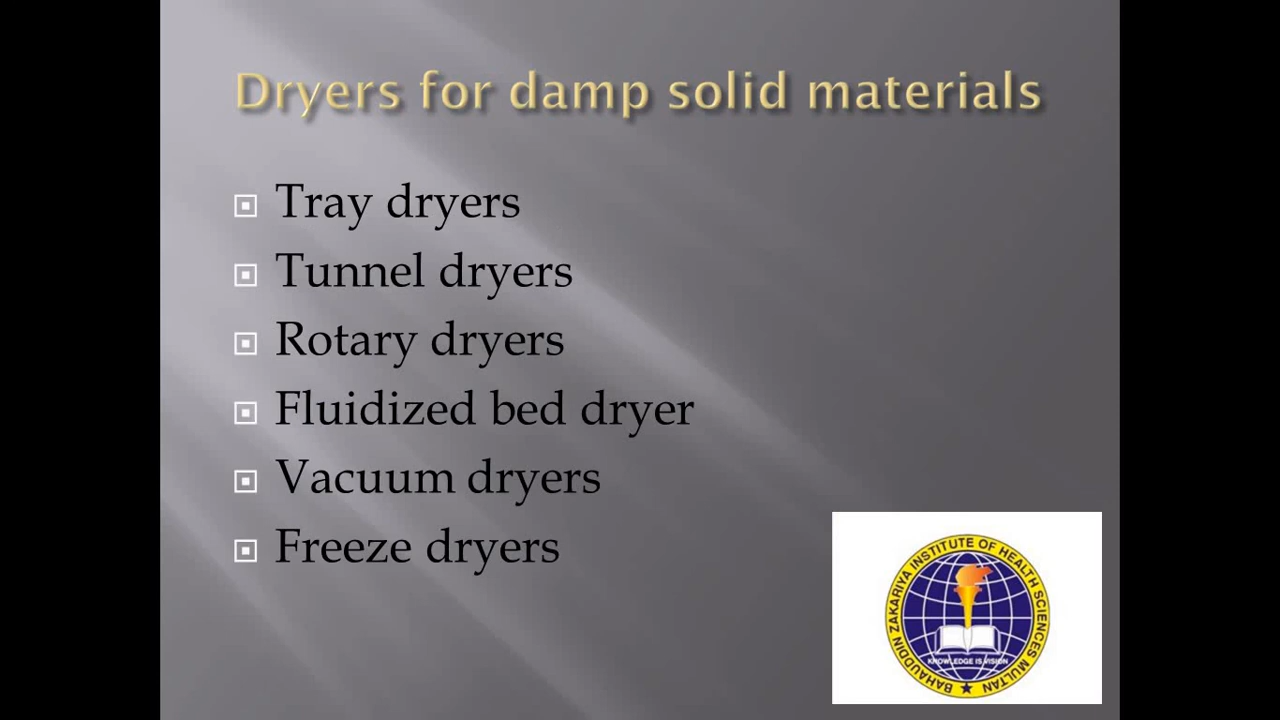 Dryers for damp solid materials
Tray dryers
Tunnel dryers
Rotary dryers
Fluidized bed dryer
Vacuum dryers
Freeze dryers
BAHAUDDIN ZAKARIYA INSTITUTE OF HEALTH SCIENCES MULTAN
KNOWLEDGE IS VISION